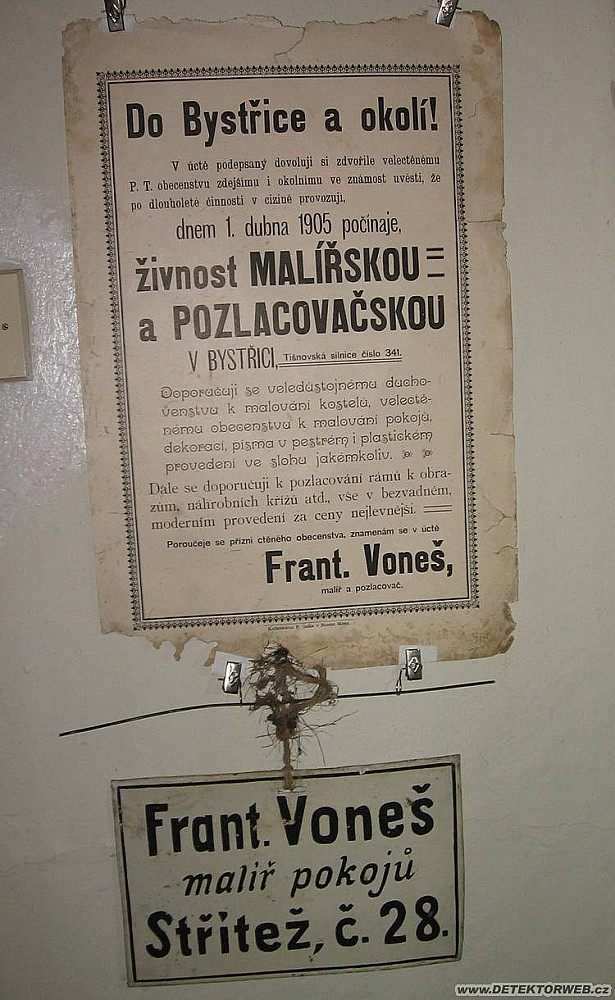 Do Bystřice a okolí!
V úctě podepsaný dovoluji si zdvořile velectěnému
P. T. obecenstvu zdejšímu i okolnímu ve známost uvésti, že
po dlouholeté činnosti v cizině provozuji,
dnem 1. dubna 1905 počínaje,
živnost MALÍŘSKOU
a POZLACOVAČSKOU
V BYSTŘICI, Tišnovská silnice číslo 341.
Doporučuji se veledůstojnému ducho-
venstvu k malování kostelů, velectě-
nému obecenstvu k malování pokojů,
dekorací, písma v pestrém i plastickém
provedení ve slohu jakémkoliv.
Dále se doporučuji k pozlacování rámů k obra-
zům, náhrobních křížů atd., vše v bezvadném,
moderním provedení za ceny nejlevnější.
Poroučeje se přízni ctěného obecenstva, znamenám se v úctě
Frant. Voneš,
malíř a pozlacovač.
Frant. Voneš
malíř pokojů
Střítež, č. 28.
WWW.DETEKTORWEB.CZ